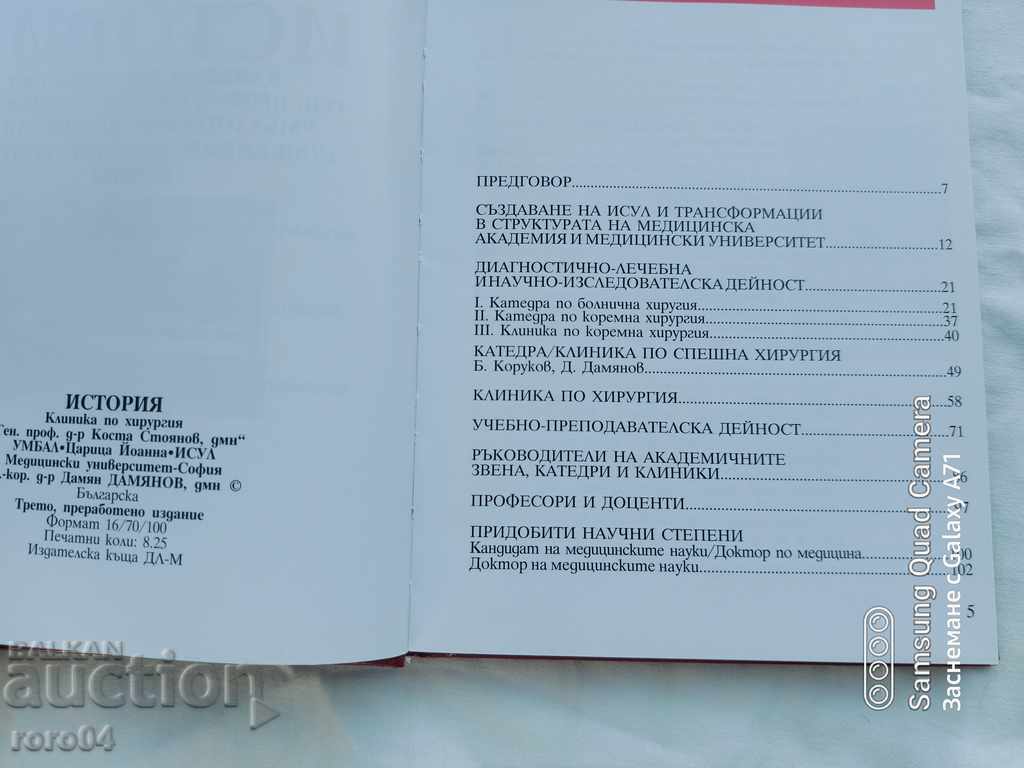 ИСТОРИЯ
Клиника по хирургия
Ген. проф. д-р Коста Стоянов, дмн“
УМБАЛ•Царица Йоанна•ИСУЛ
Медицински университет-София
.-кор. д-р Дамян ДАМЯНОВ, дмн ©
Българска
Трето, преработено издание
Формат 16/70/100
Печатни коли: 8.25
Издателска къща ДЛ-М
ПРЕДГОВОР 7
СЪЗДАВАНЕ НА ИСУЛ И ТРАНСФОРМАЦИИ
В СТРУКТУРАТА НА МЕДИЦИНСКА
АКАДЕМИЯ И МЕДИЦИНСКИ УНИВЕРСИТЕТ 12
ДИАГНОСТИЧНО-ЛЕЧЕБНА
И НАУЧНО-ИЗСЛЕДОВАТЕЛСКА ДЕЙНОСТ 21
I. Катедра по болнична хиругия 21
II. Катедра по коремна хиругия 37
III. Клиника по коремна хирургия 40
КАТЕДРА/КЛИНИКА ПО СПЕШНА ХИРУРГИЯ
Б. Коруков, Д. Дамянов 49
КЛИНИКА ПО ХИРУРГИЯ 58
УЧЕБНО-ПРЕПОДАВАТЕЛСКА ДЕЙНОСТ 71
РЪКОВОДИТЕЛИ НА АКАДЕМИЧНИТЕ
ЗВЕНА, КАТЕДРИ И КЛИНИКИ
ПРОФЕСОРИ И ДОЦЕНТИ
ПРИДОБИТИ НАУЧНИ СТЕПЕНИ
Кандидат на медицинските науки/Доктор по медицина 100
Доктор на медицинските науки 102
5
Samsung Quad Camera
Заснемане с Galaxy A71
BALKAN
auction
roro04